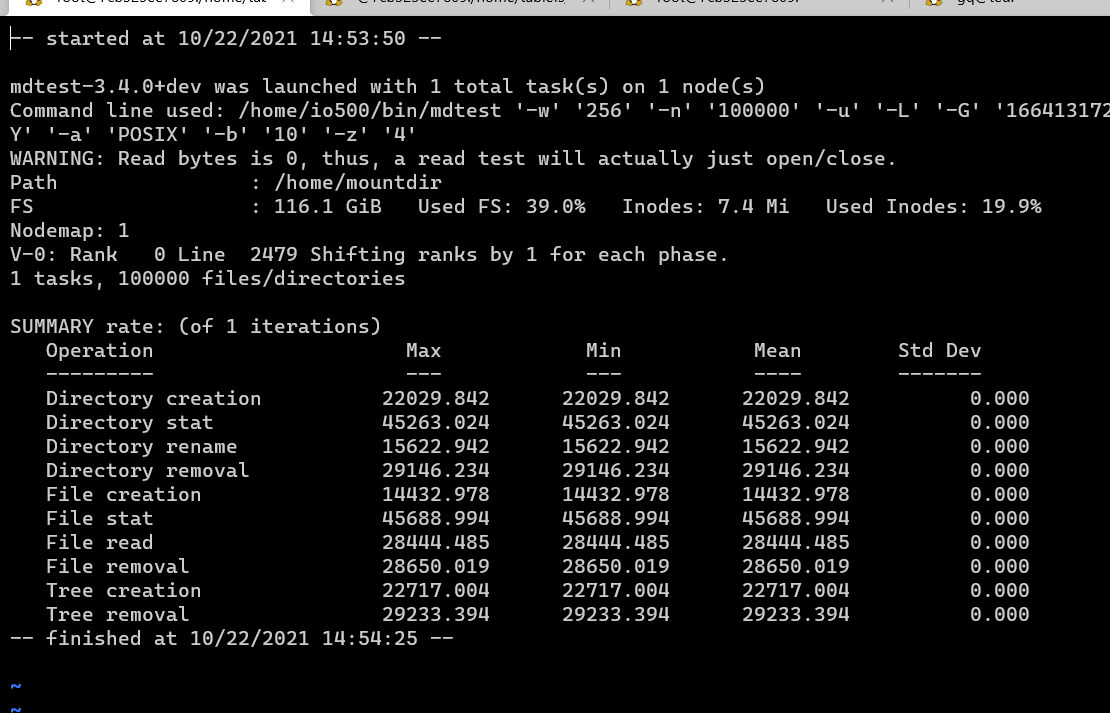 -- started at 10/22/2021 14:53:50 --
mdtest-3.4.0+dev was launched with 1 total task(s) on 1 node(s)
Command line used: /home/io500/bin/mdtest '-w' '256' '-n' '100000' '-u' '-L' '-G' '166413172
Y' '-a' 'POSIX' '-b' '10' '-z' '4'
WARNING: Read bytes is 0, thus, a read test will actually just open/close.
Path                : /home/mountdir
FS                  : 116.1 GiB   Used FS: 39.0%   Inodes: 7.4 Mi   Used Inodes: 19.9%
Nodemap: 1
V-0: Rank   0 Line  2479 Shifting ranks by 1 for each phase.
1 tasks, 100000 files/directories
SUMMARY rate: (of 1 iterations)
   Operation                     Max            Min           Mean        Std Dev
   ---------                     ---            ---           ----        -------
   Directory creation          22029.842      22029.842      22029.842          0.000
   Directory stat              45263.024      45263.024      45263.024          0.000
   Directory rename            15622.942      15622.942      15622.942          0.000
   Directory removal           29146.234      29146.234      29146.234          0.000
   File creation               14432.978      14432.978      14432.978          0.000
   File stat                   45688.994      45688.994      45688.994          0.000
   File read                   28444.485      28444.485      28444.485          0.000
   File removal                28650.019      28650.019      28650.019          0.000
   Tree creation               22717.004      22717.004      22717.004          0.000
   Tree removal                29233.394      29233.394      29233.394          0.000
-- finished at 10/22/2021 14:54:25 --
~
~